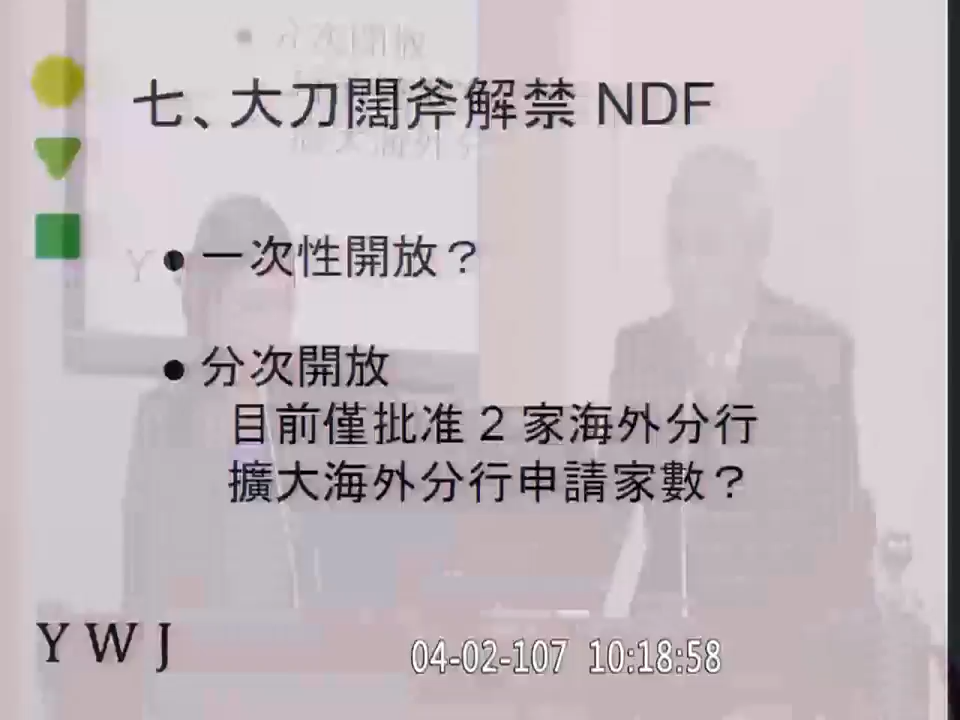 七、大刀闊斧解禁 NDF
● 一次性開放？
● 分次開放
目前僅批准 2 家海外分行
擴大海外分行申請家數？
Y W J
04-02-107 10:18:58